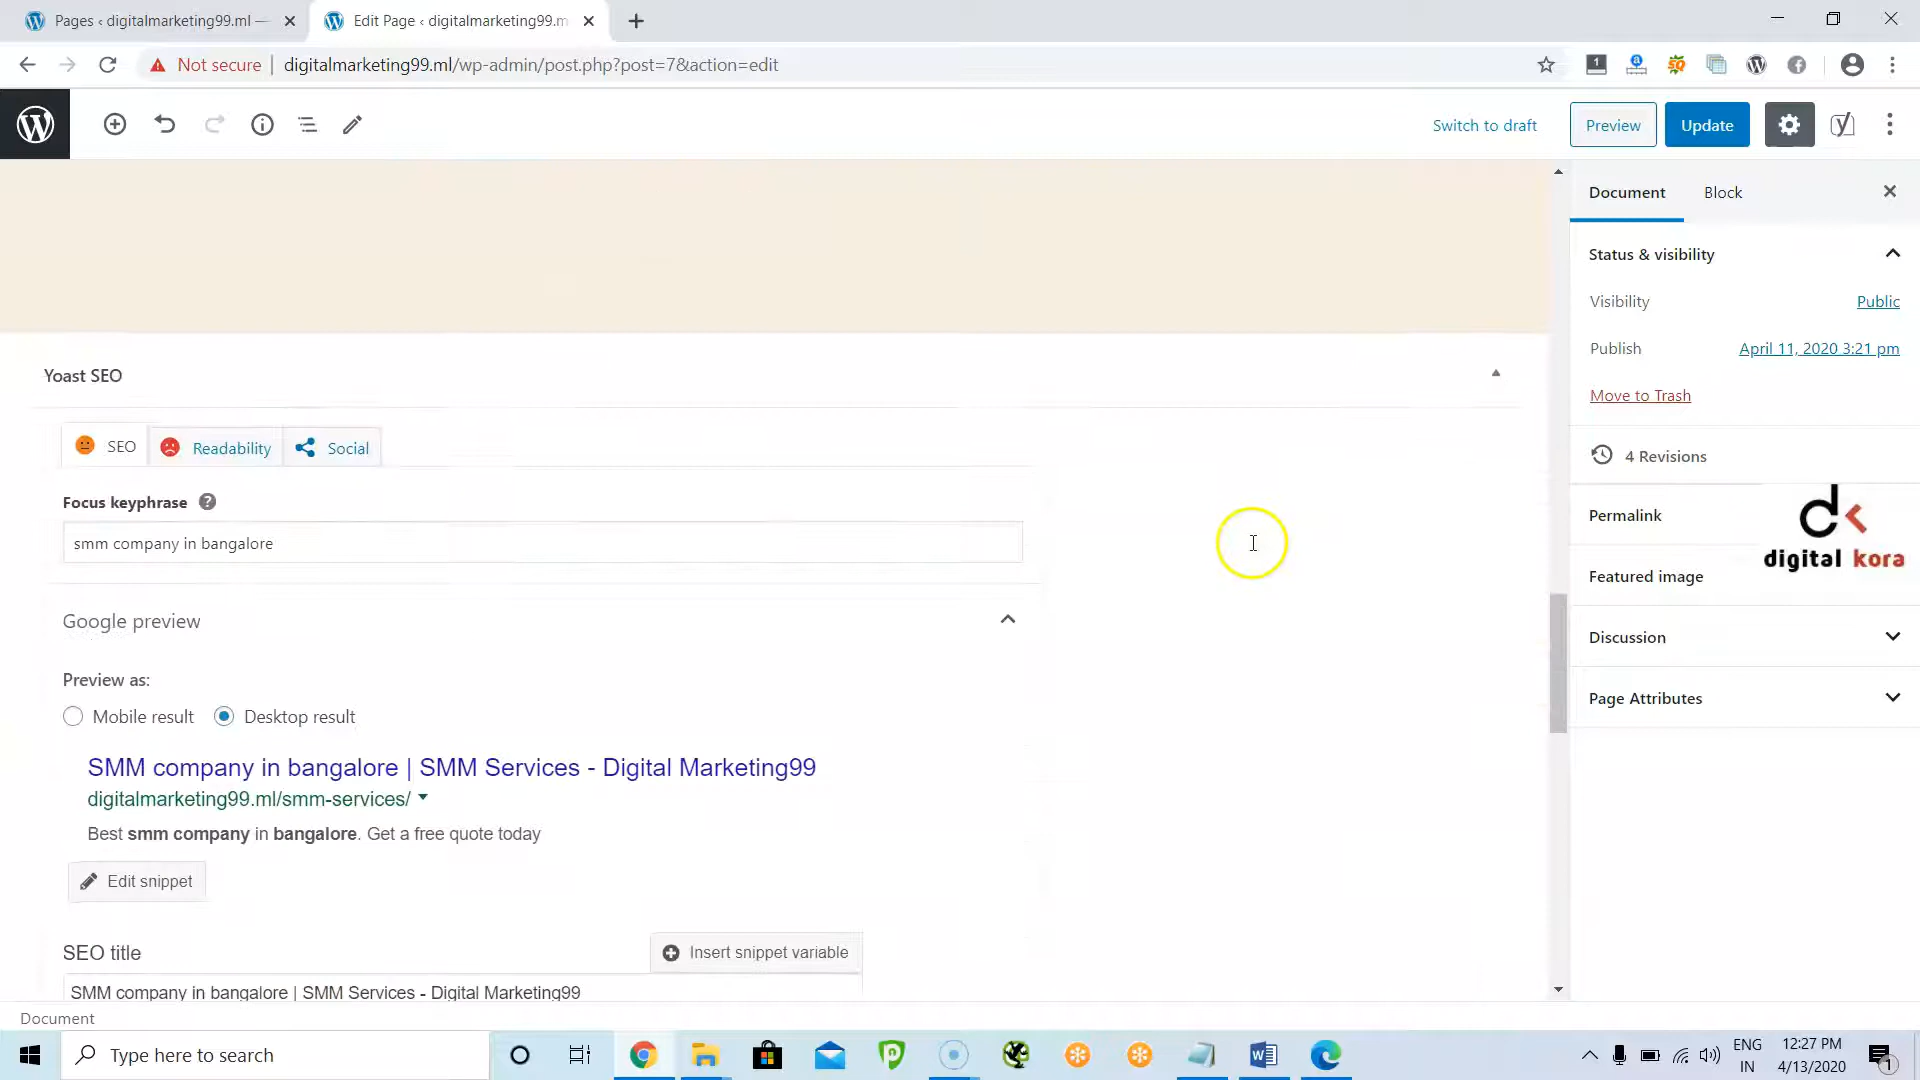 Pages ‹ digitalmarketing99.ml —
Edit Page ‹ digitalmarketing99.m
Not secure
digitalmarketing99.ml/wp-admin/post.php?post=7&action=edit
Switch to draft
Preview
Update
Document
Block
Status & visibility
Visibility
Public
Publish
April 11, 2020 3:21 pm
Move to Trash
4 Revisions
Permalink
digital kora
Featured image
Discussion
Page Attributes
Yoast SEO
SEO
Readability
Social
Focus keyphrase
smm company in bangalore
Google preview
Preview as:
Mobile result
Desktop result
SMM company in bangalore | SMM Services - Digital Marketing99
digitalmarketing99.ml/smm-services/
Best smm company in bangalore. Get a free quote today
Edit snippet
SEO title
Insert snippet variable
SMM company in bangalore | SMM Services - Digital Marketing99
Document
Type here to search
ENG
IN
12:27 PM
4/13/2020
1